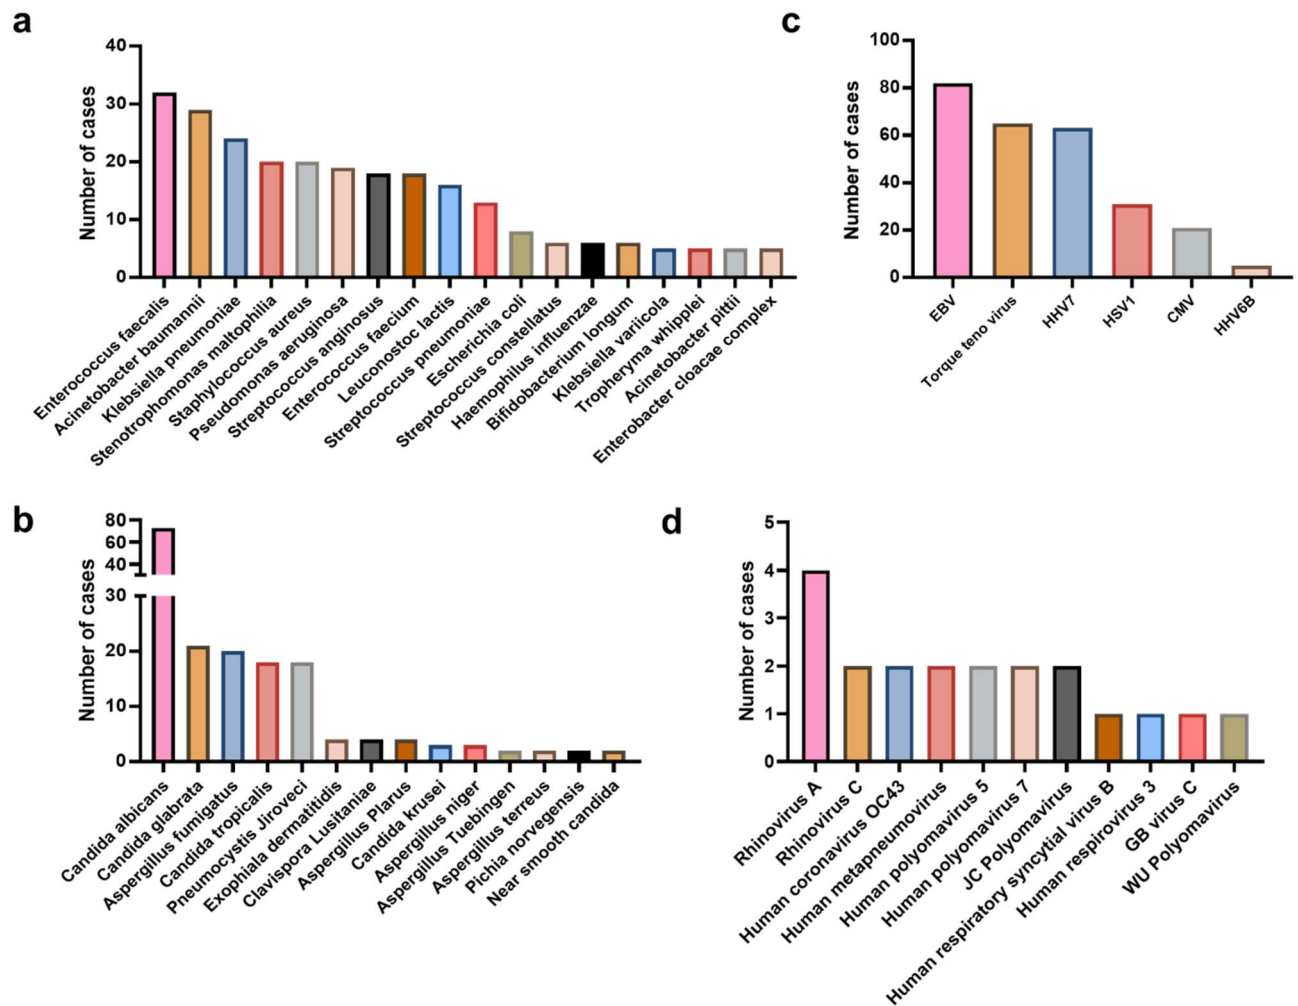 a
Number of cases
40
30
20
10
0
Enterococcus faecalis
Acinetobacter baumannii
Klebsiella pneumoniae
Stenotrophomonas maltophilia
Staphylococcus aureus
Pseudomonas aeruginosa
Streptococcus anginosus
Enterococcus faecium
Leuconostoc lactis
Streptococcus pneumoniae
Escherichia coli
Streptococcus constellatus
Haemophilus influenzae
Bifidobacterium longum
Klebsiella variicola
Tropheryma whipplei
Acinetobacter pittii
Enterobacter cloacae complex
c
Number of cases
100
80
60
40
20
0
EBV
Torque teno virus
HHV7
HSV1
CMV
HHV6B
b
Number of cases
80
60
40
30
20
10
0
Candida albicans
Candida glabrata
Aspergillus fumigatus
Candida tropicalis
Pneumocystis Jiroveci
Exophiala dermatitidis
Clavispora Lusitaniae
Aspergillus Plarus
Candida krusei
Aspergillus niger
Aspergillus Tuebingen
Aspergillus terreus
Pichia norvegensis
Near smooth candida
d
Number of cases
5
4
3
2
1
0
Rhinovirus A
Rhinovirus C
Human coronavirus OC43
Human metapneumovirus
Human polyomavirus 5
Human polyomavirus 7
JC Polyomavirus
Human respiratory syncytial virus B
Human respirovirus 3
GB virus C
WU Polyomavirus